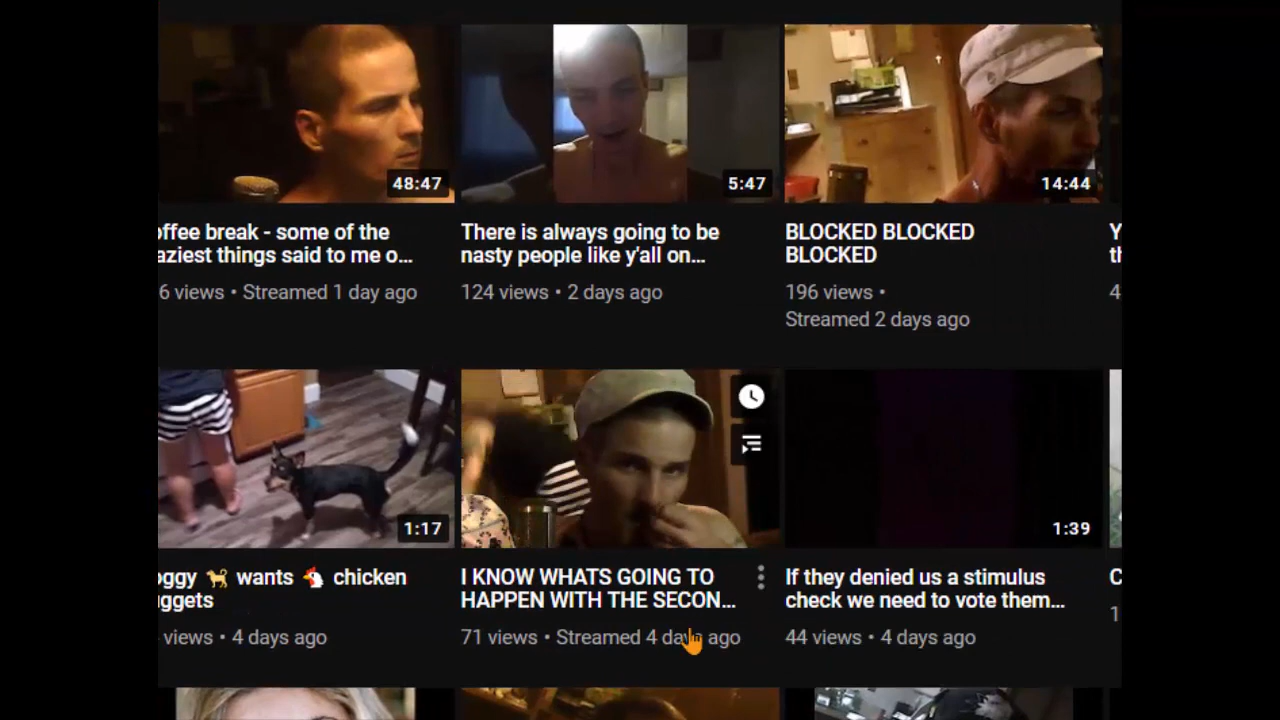 48:47
5:47
14:44
offee break - some of the
There is always going to be
BLOCKED BLOCKED
Y
aziest things said to me o...
nasty people like y'all on...
BLOCKED
th
6 views • Streamed 1 day ago
124 views • 2 days ago
196 views •
4
Streamed 2 days ago
1:17
1:39
oggy 🐕 wants 🐔 chicken
I KNOW WHATS GOING TO
If they denied us a stimulus
C
ggets
HAPPEN WITH THE SECON...
check we need to vote them...
1
views • 4 days ago
71 views • Streamed 4 days ago
44 views • 4 days ago